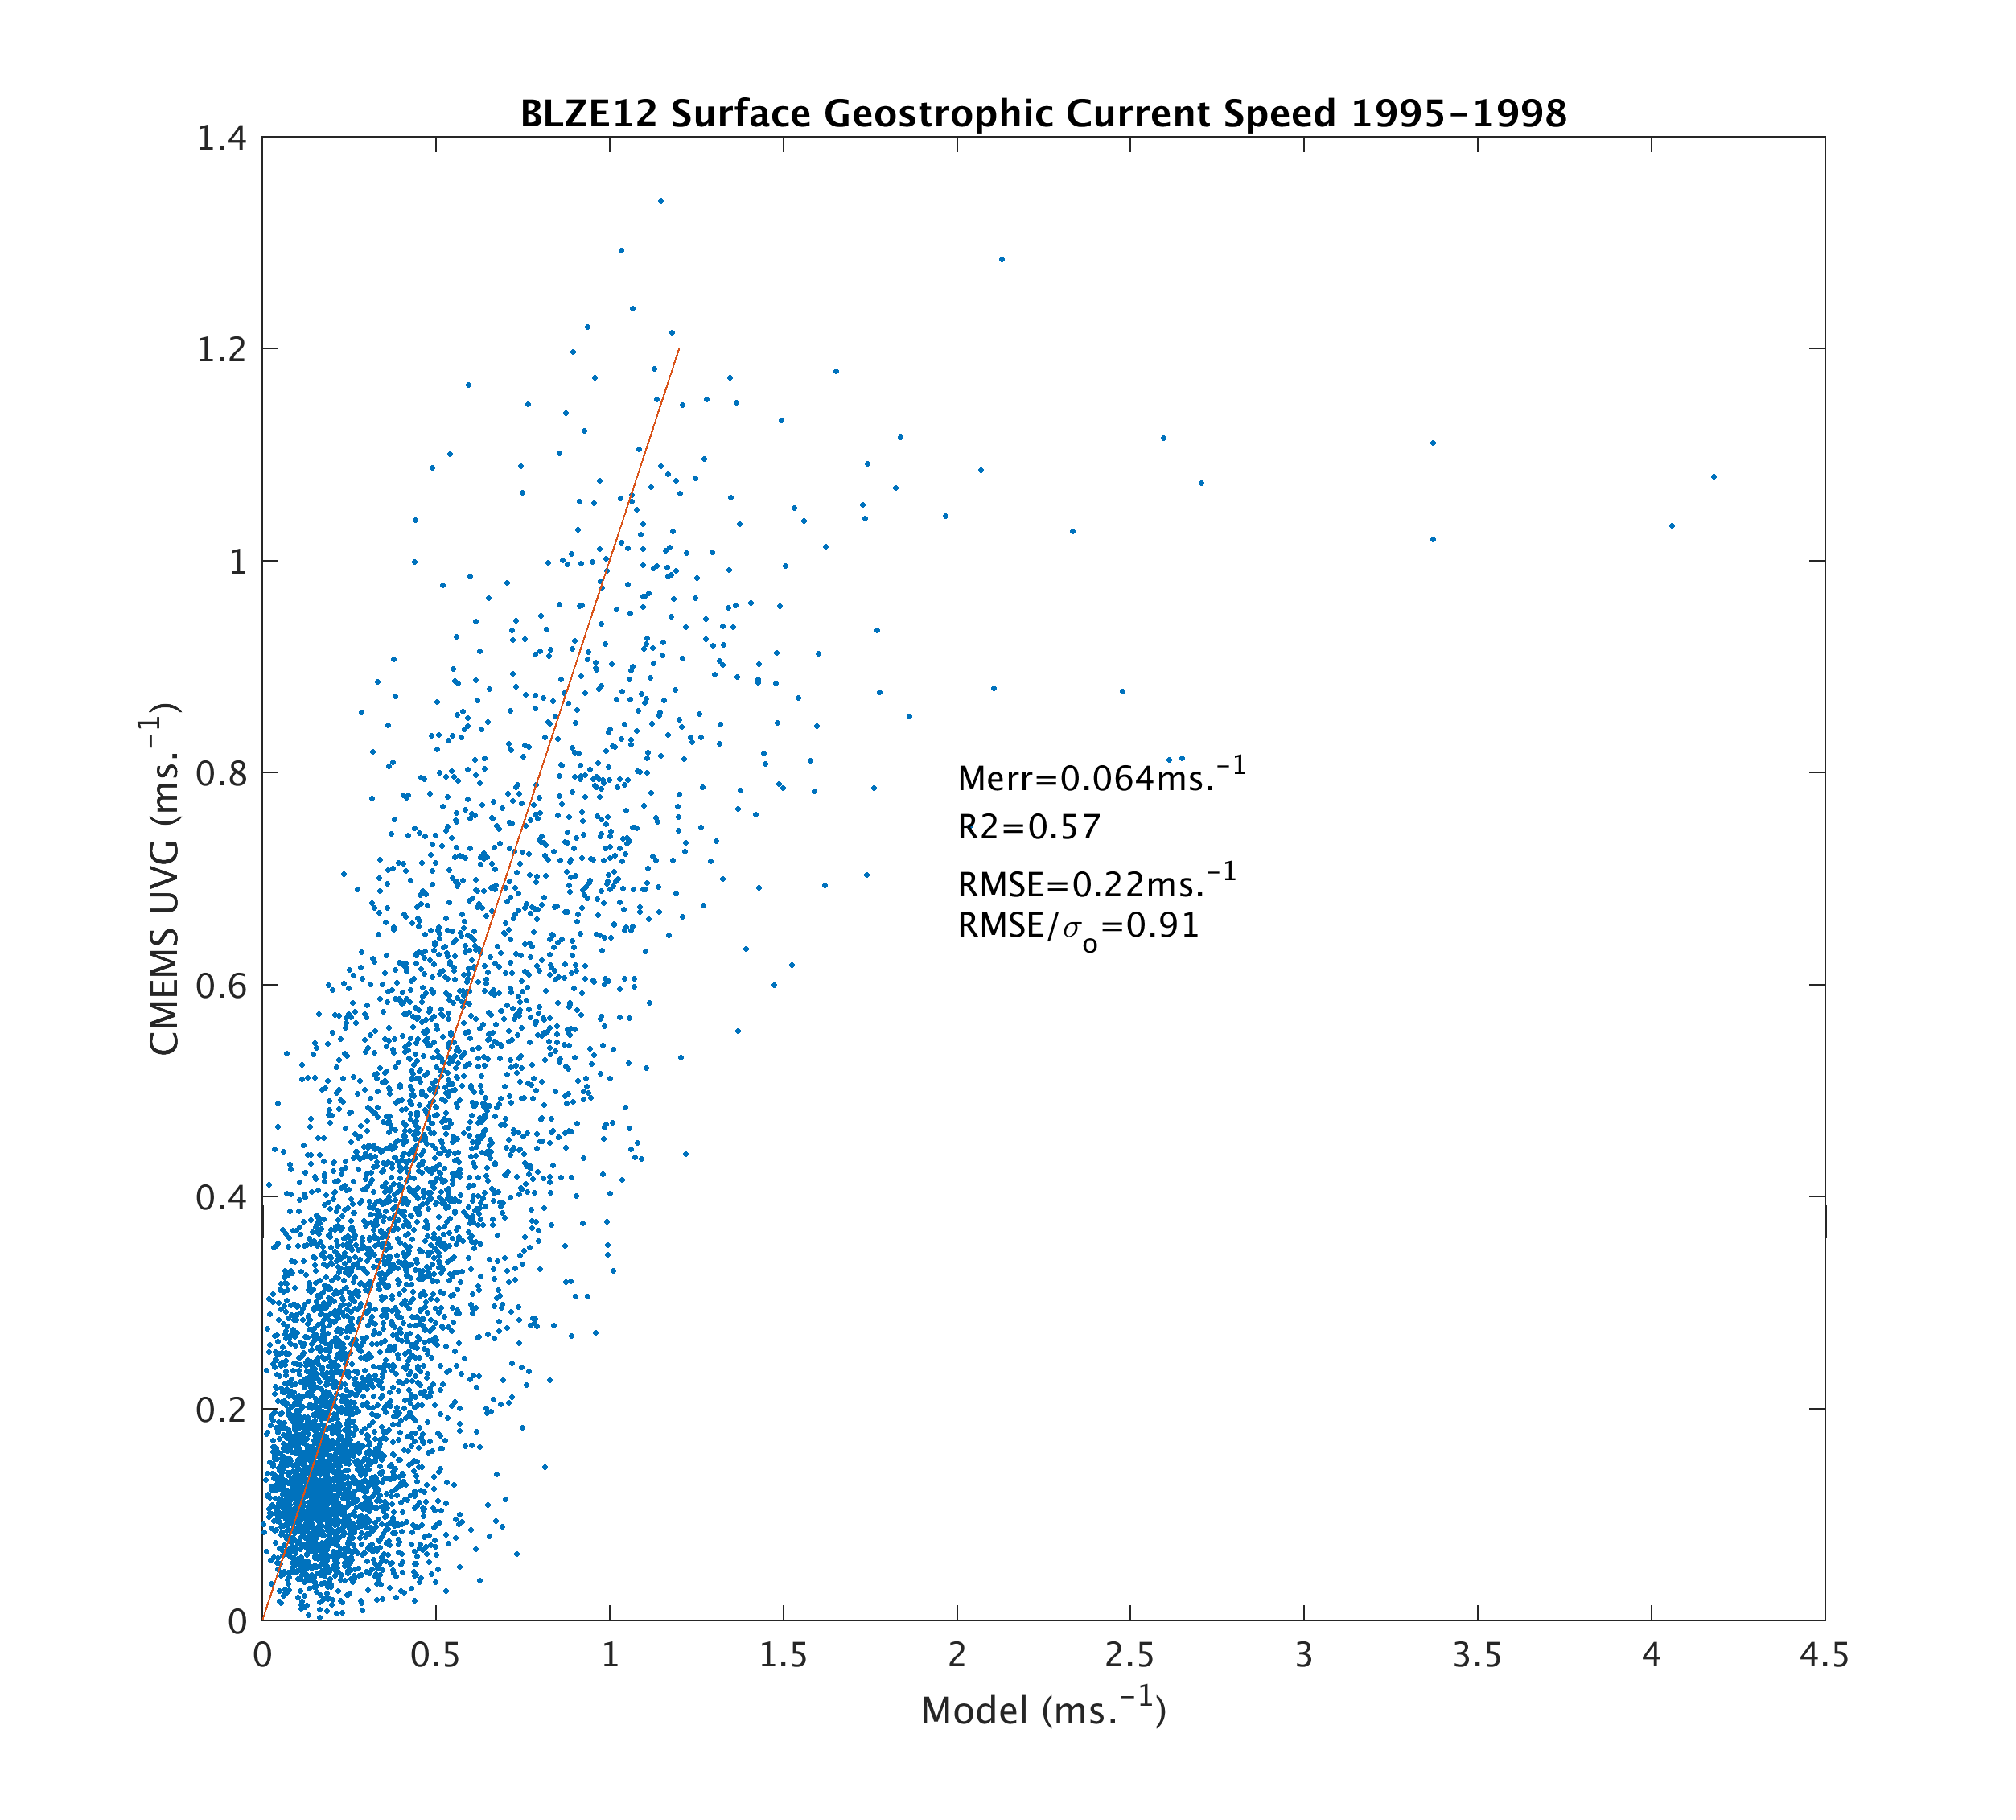 BLZE12 Surface Geostrophic Current Speed 1995-1998
1.4
1.2
1
0.8
0.6
0.4
0.2
0
CMEMS UVG (ms.⁻¹)
Merr=0.064ms.⁻¹
R2=0.57
RMSE=0.22ms.⁻¹
RMSE/σₒ=0.91
0 0.5 1 1.5 2 2.5 3 3.5 4 4.5
Model (ms.⁻¹)